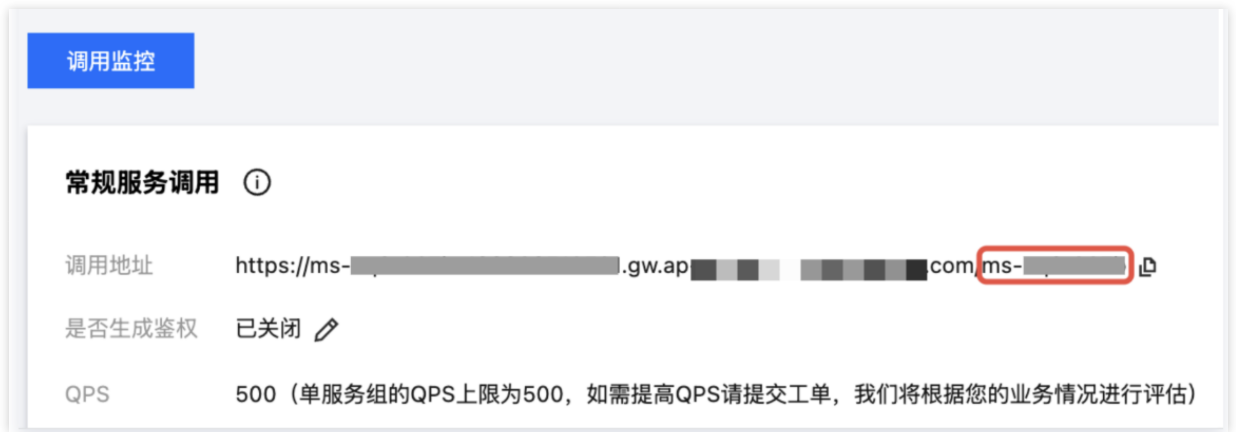 调用监控
常规服务调用
调用地址 https://ms- .gw.ap .com/ms-
是否生成鉴权 已关闭
QPS 500（单服务组的QPS上限为500，如需提高QPS请提交工单，我们将根据您的业务情况进行评估）